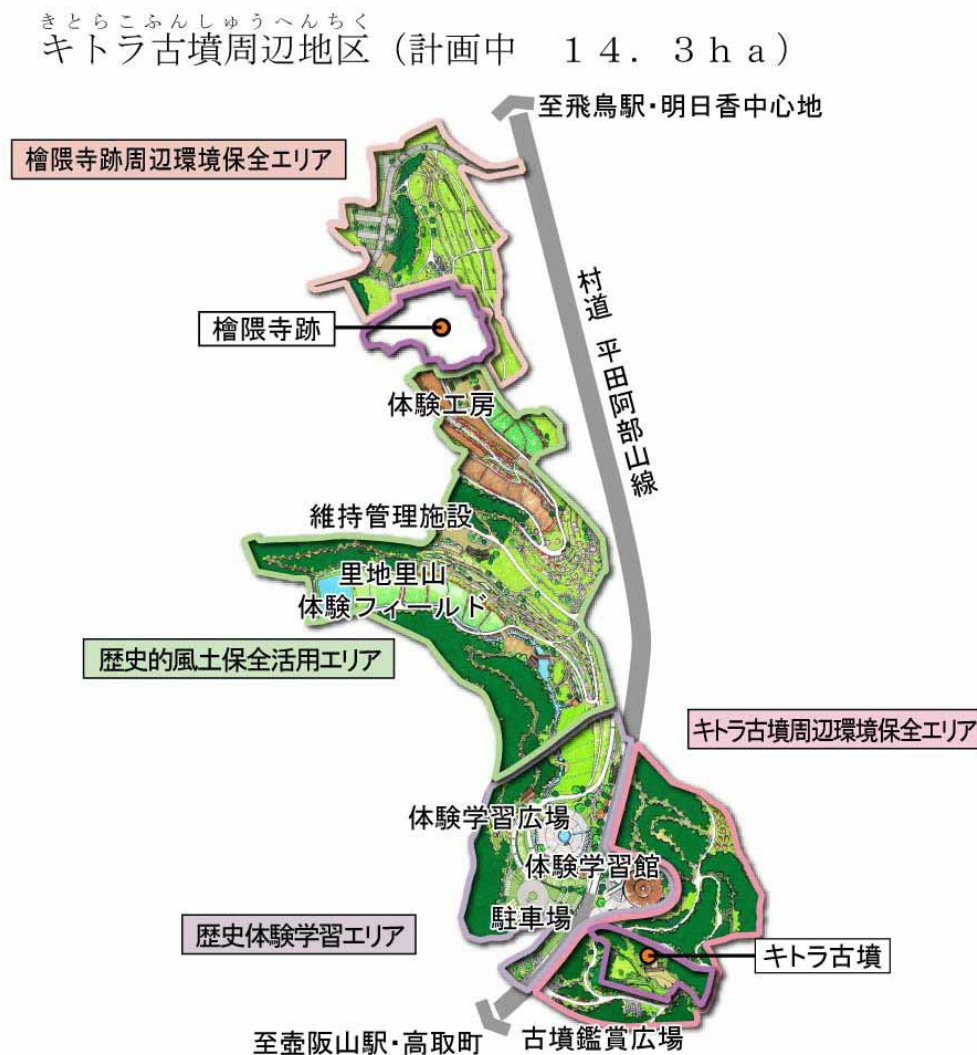 きとらこふんしゅうへんちく
キトラ古墳周辺地区（計画中　１４．３ｈａ）
至飛鳥駅・明日香中心地
檜隈寺跡周辺環境保全エリア
村道 平田阿部山線
檜隈寺跡
体験工房
維持管理施設
里地里山
体験フィールド
歴史的風土保全活用エリア
キトラ古墳周辺環境保全エリア
体験学習広場
体験学習館
駐車場
歴史体験学習エリア
キトラ古墳
至壺阪山駅・高取町
古墳鑑賞広場